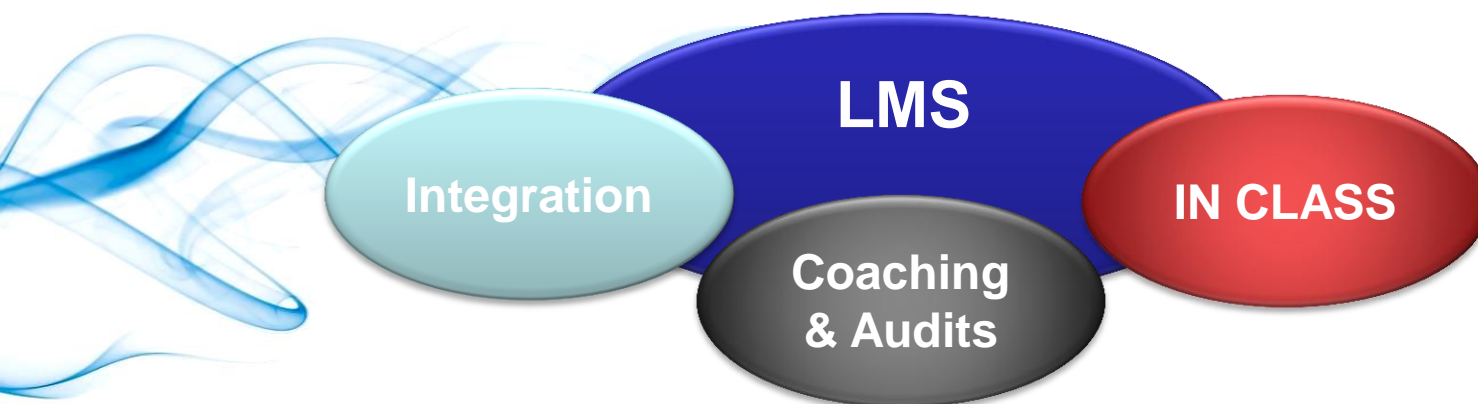 LMS
Integration
IN CLASS
Coaching
& Audits